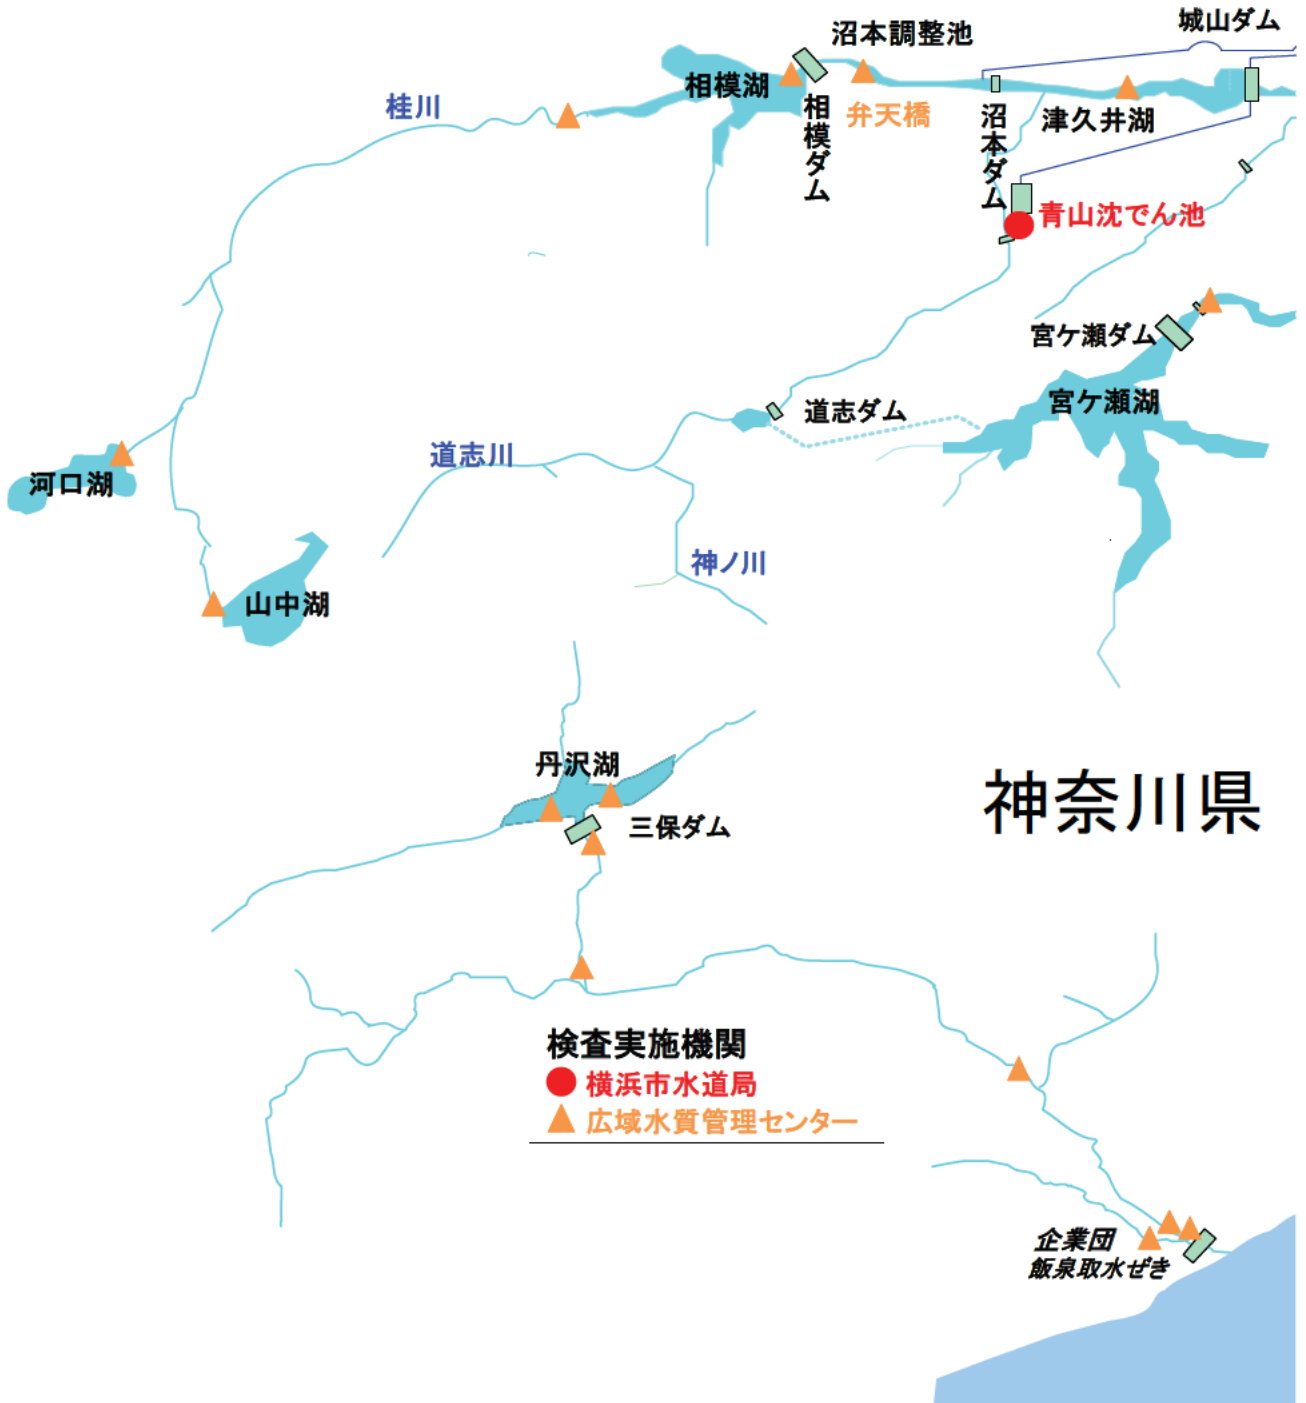 城山ダム
沼本調整池
相模湖
桂川
相模ダム
弁天橋
沼本ダム
津久井湖
青山沈でん池
宮ケ瀬ダム
宮ケ瀬湖
道志ダム
道志川
河口湖
神ノ川
山中湖
丹沢湖
三保ダム
神奈川県
検査実施機関
横浜市水道局
広域水質管理センター
企業団
飯泉取水ぜき